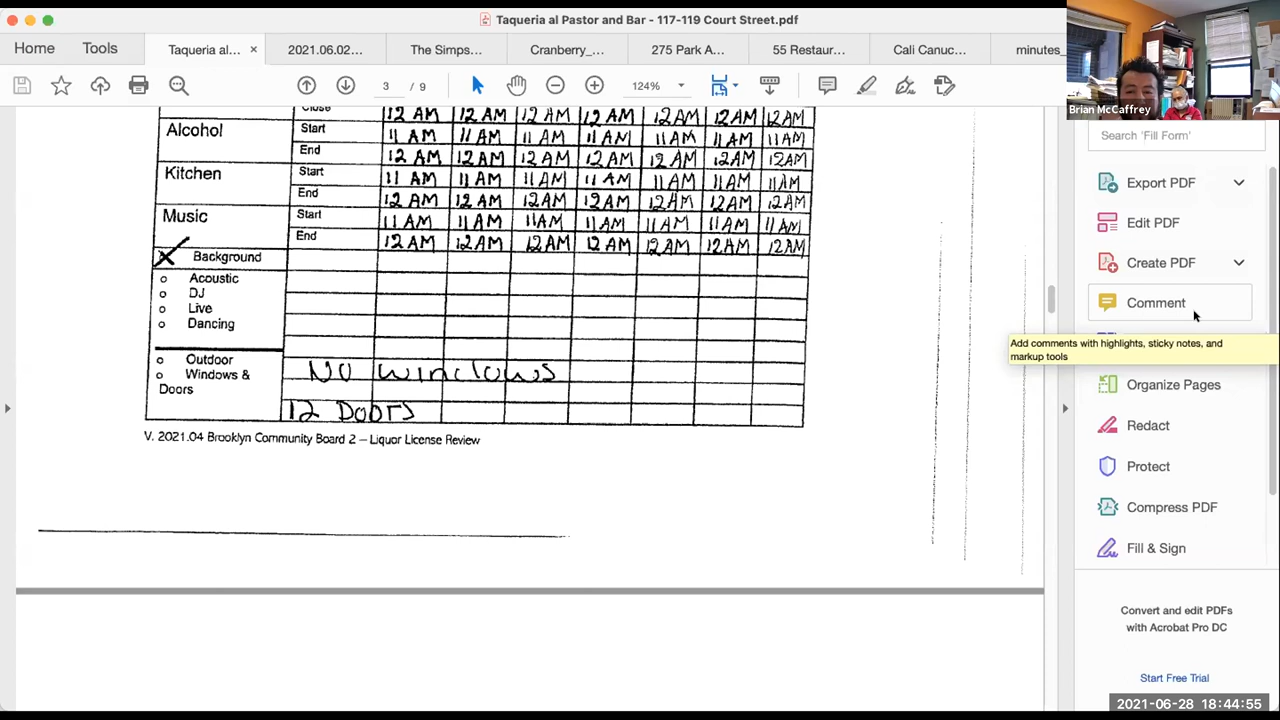 Taqueria al Pastor and Bar - 117-119 Court Street.pdf
Home Tools Taqueria al... × 2021.06.02... The Simps... Cranberry_... 275 Park A... 55 Restaur... Cali Canuc... minutes_
3 / 9 124%
Brian McCaffrey
Close 12 AM 12 AM 12 AM 12 AM 12 AM 12 AM 12 AM
Alcohol Start 11 AM 11 AM 11 AM 11 AM 11 AM 11 AM 11 AM
End 12 AM 12 AM 12 AM 12 AM 12 AM 12 AM 12 AM
Kitchen Start 11 AM 11 AM 11 AM 11 AM 11 AM 11 AM 11 AM
End 12 AM 12 AM 12 AM 12 AM 12 AM 12 AM 12 AM
Music Start 11 AM 11 AM 11 AM 11 AM 11 AM 11 AM 11 AM
End 12 AM 12 AM 12 AM 12 AM 12 AM 12 AM 12 AM
X Background
Acoustic
DJ
Live
Dancing
Outdoor
Windows & Doors
No windows
12 Doors
V. 2021.04 Brooklyn Community Board 2 – Liquor License Review
Search 'Fill Form'
Export PDF
Edit PDF
Create PDF
Comment
Add comments with highlights, sticky notes, and
markup tools
Organize Pages
Redact
Protect
Compress PDF
Fill & Sign
Convert and edit PDFs
with Acrobat Pro DC
Start Free Trial
2021-06-28 18:44:55